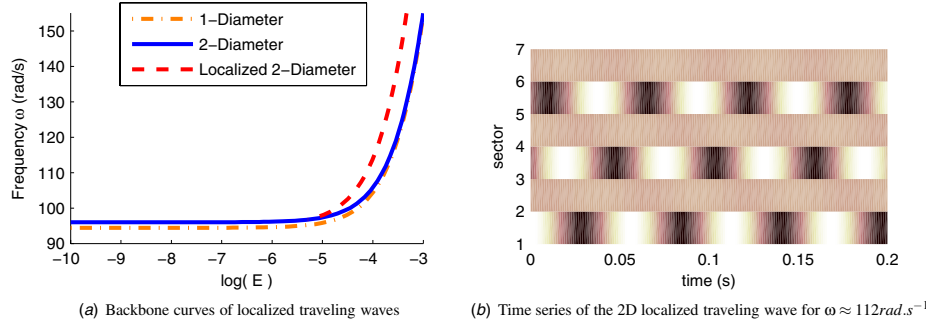 1−Diameter
2−Diameter
Localized 2−Diameter
Frequency ω (rad/s)
150
140
130
120
110
100
90
−10 −9 −8 −7 −6 −5 −4 −3
log( E )
(a) Backbone curves of localized traveling waves
sector
7
6
5
4
3
2
1
0 0.05 0.1 0.15 0.2
time (s)
(b) Time series of the 2D localized traveling wave for ω ≈ 112rad.s⁻¹